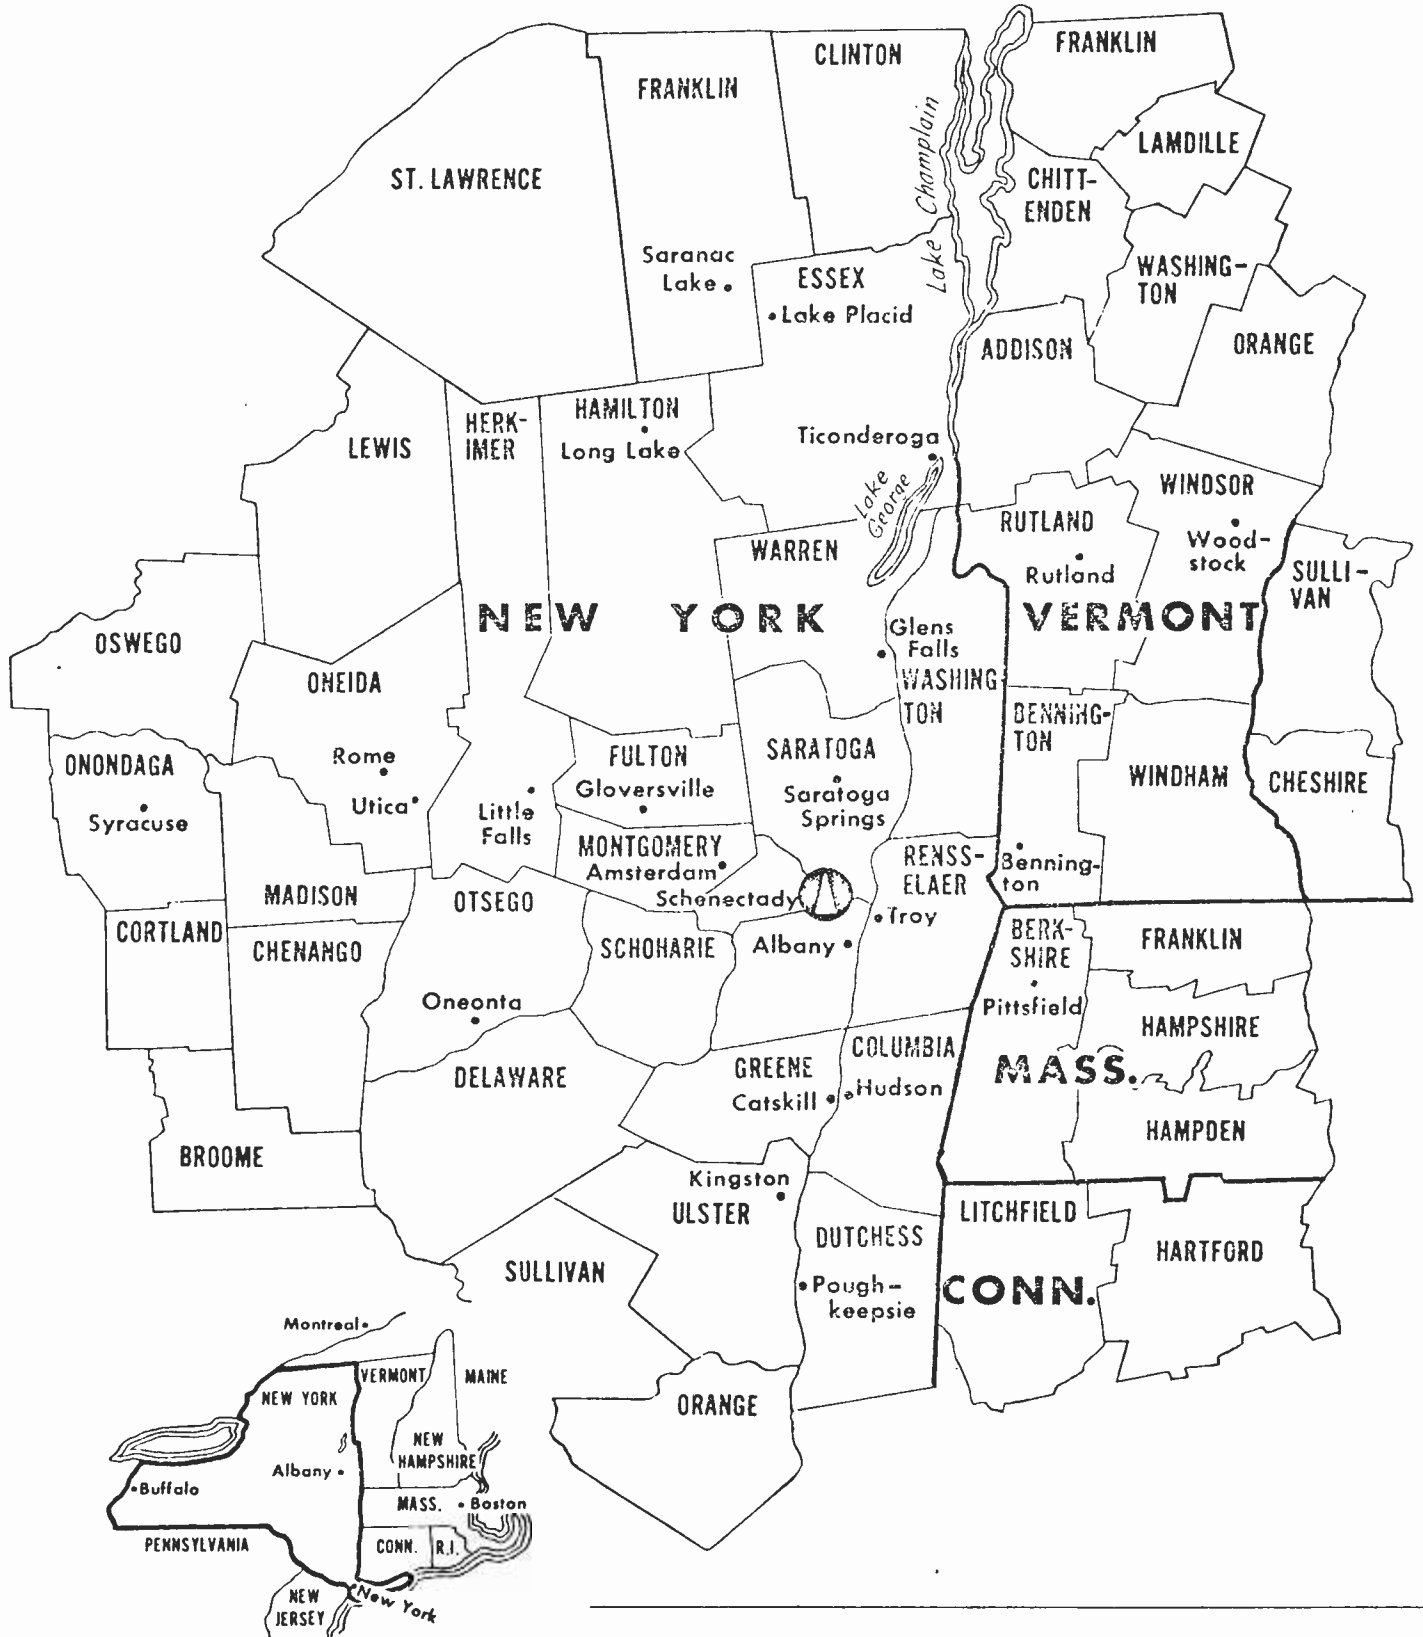 FRANKLIN
CLINTON
FRANKLIN
LAMDILLE
ST. LAWRENCE
Lake Champlain
CHITT-
ENDEN
Saranac
Lake
ESSEX
Lake Placid
WASHING-
TON
ADDISON
ORANGE
HERK-
IMER
HAMILTON
Long Lake
LEWIS
Ticonderoga
Lake
George
WINDSOR
Wood-
stock
RUTLAND
Rutland
WARREN
SULLI-
VAN
NEW YORK
VERMONT
OSWEGO
ONEIDA
Glens
Falls
WASHING
TON
BENNING-
TON
ONONDAGA
Syracuse
Rome
Utica
Little
Falls
FULTON
Gloversville
SARATOGA
Saratoga
Springs
WINDHAM
CHESHIRE
MONTGOMERY
Amsterdam
Schenectady
RENSS-
ELAER
Benning-
ton
MADISON
OTSEGO
Troy
CORTLAND
CHENANGO
SCHOHARIE
Albany
BERK-
SHIRE
Pittsfield
FRANKLIN
Oneonta
HAMPSHIRE
COLUMBIA
Hudson
GREENE
Catskill
DELAWARE
MASS.
HAMPDEN
BROOME
Kingston
ULSTER
LITCHFIELD
DUTCHESS
HARTFORD
SULLIVAN
Pough-
keepsie
CONN.
ORANGE
Montreal
VERMONT
MAINE
NEW YORK
NEW
HAMPSHIRE
Albany
Buffalo
MASS.
Boston
PENNSYLVANIA
CONN.
R.I.
NEW
JERSEY
New York